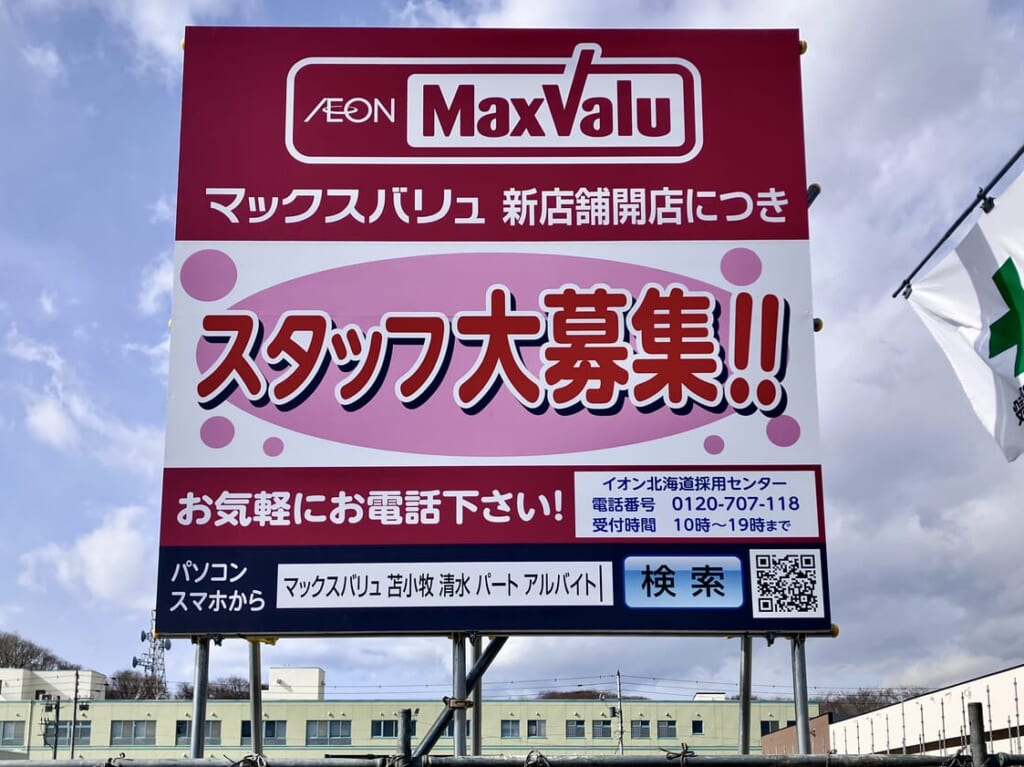 ÆON MaxValu
マックスバリュ 新店舗開店につき
スタッフ大募集!!
お気軽にお電話下さい!
イオン北海道採用センター
電話番号 0120-707-118
受付時間 10時～19時まで
パソコン
スマホから
マックスバリュ 苫小牧 清水 パート アルバイト
検索